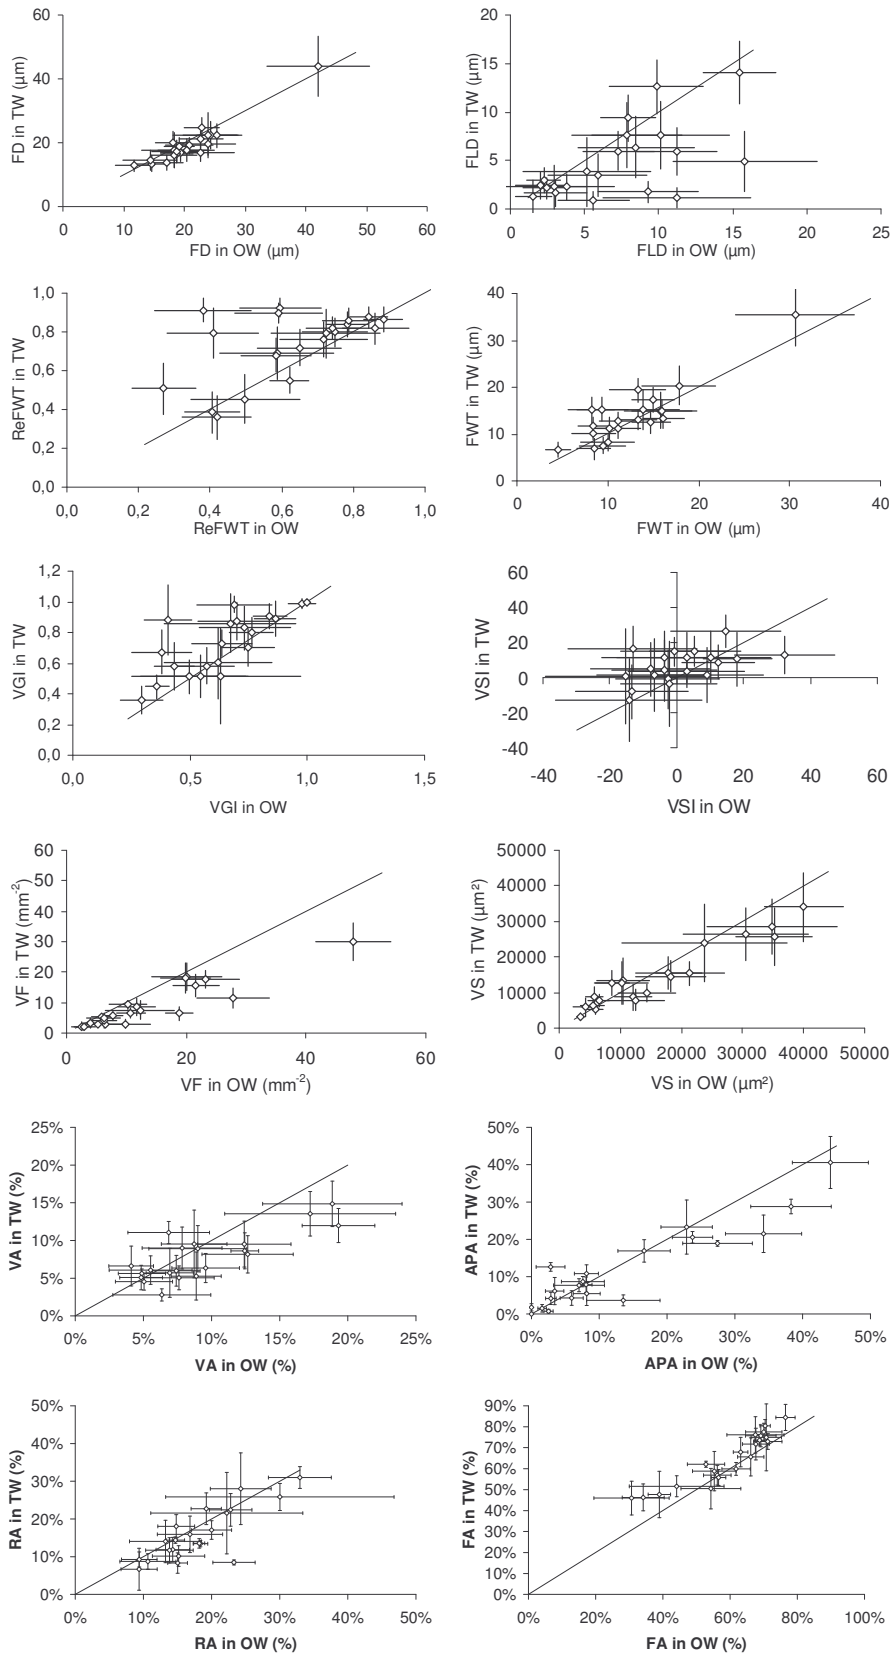 60
40
20
0
FD in TW (µm)
0 10 20 30 40 50 60
FD in OW (µm)
20
15
10
5
0
FLD in TW (µm)
0 5 10 15 20 25
FLD in OW (µm)
1,0
0,8
0,6
0,4
0,2
0,0
ReFWT in TW
0,0 0,2 0,4 0,6 0,8 1,0
ReFWT in OW
40
30
20
10
0
FWT in TW (µm)
0 10 20 30 40
FWT in OW (µm)
1,2
1,0
0,8
0,6
0,4
0,2
0,0
VGI in TW
0,0 0,5 1,0 1,5
VGI in OW
60
40
20
0
-20
-40
VSI in TW
-40 -20 0 20 40 60
VSI in OW
60
50
40
30
20
10
0
VF in TW (mm⁻²)
0 20 40 60
VF in OW (mm⁻²)
50000
40000
30000
20000
10000
0
VS in TW (µm²)
0 10000 20000 30000 40000 50000
VS in OW (µm²)
25%
20%
15%
10%
5%
0%
VA in TW (%)
0% 5% 10% 15% 20% 25%
VA in OW (%)
50%
40%
30%
20%
10%
0%
APA in TW (%)
0% 10% 20% 30% 40% 50%
APA in OW (%)
50%
40%
30%
20%
10%
0%
RA in TW (%)
0% 10% 20% 30% 40% 50%
RA in OW (%)
90%
80%
70%
60%
50%
40%
30%
20%
10%
0%
FA in TW (%)
0% 20% 40% 60% 80% 100%
FA in OW (%)